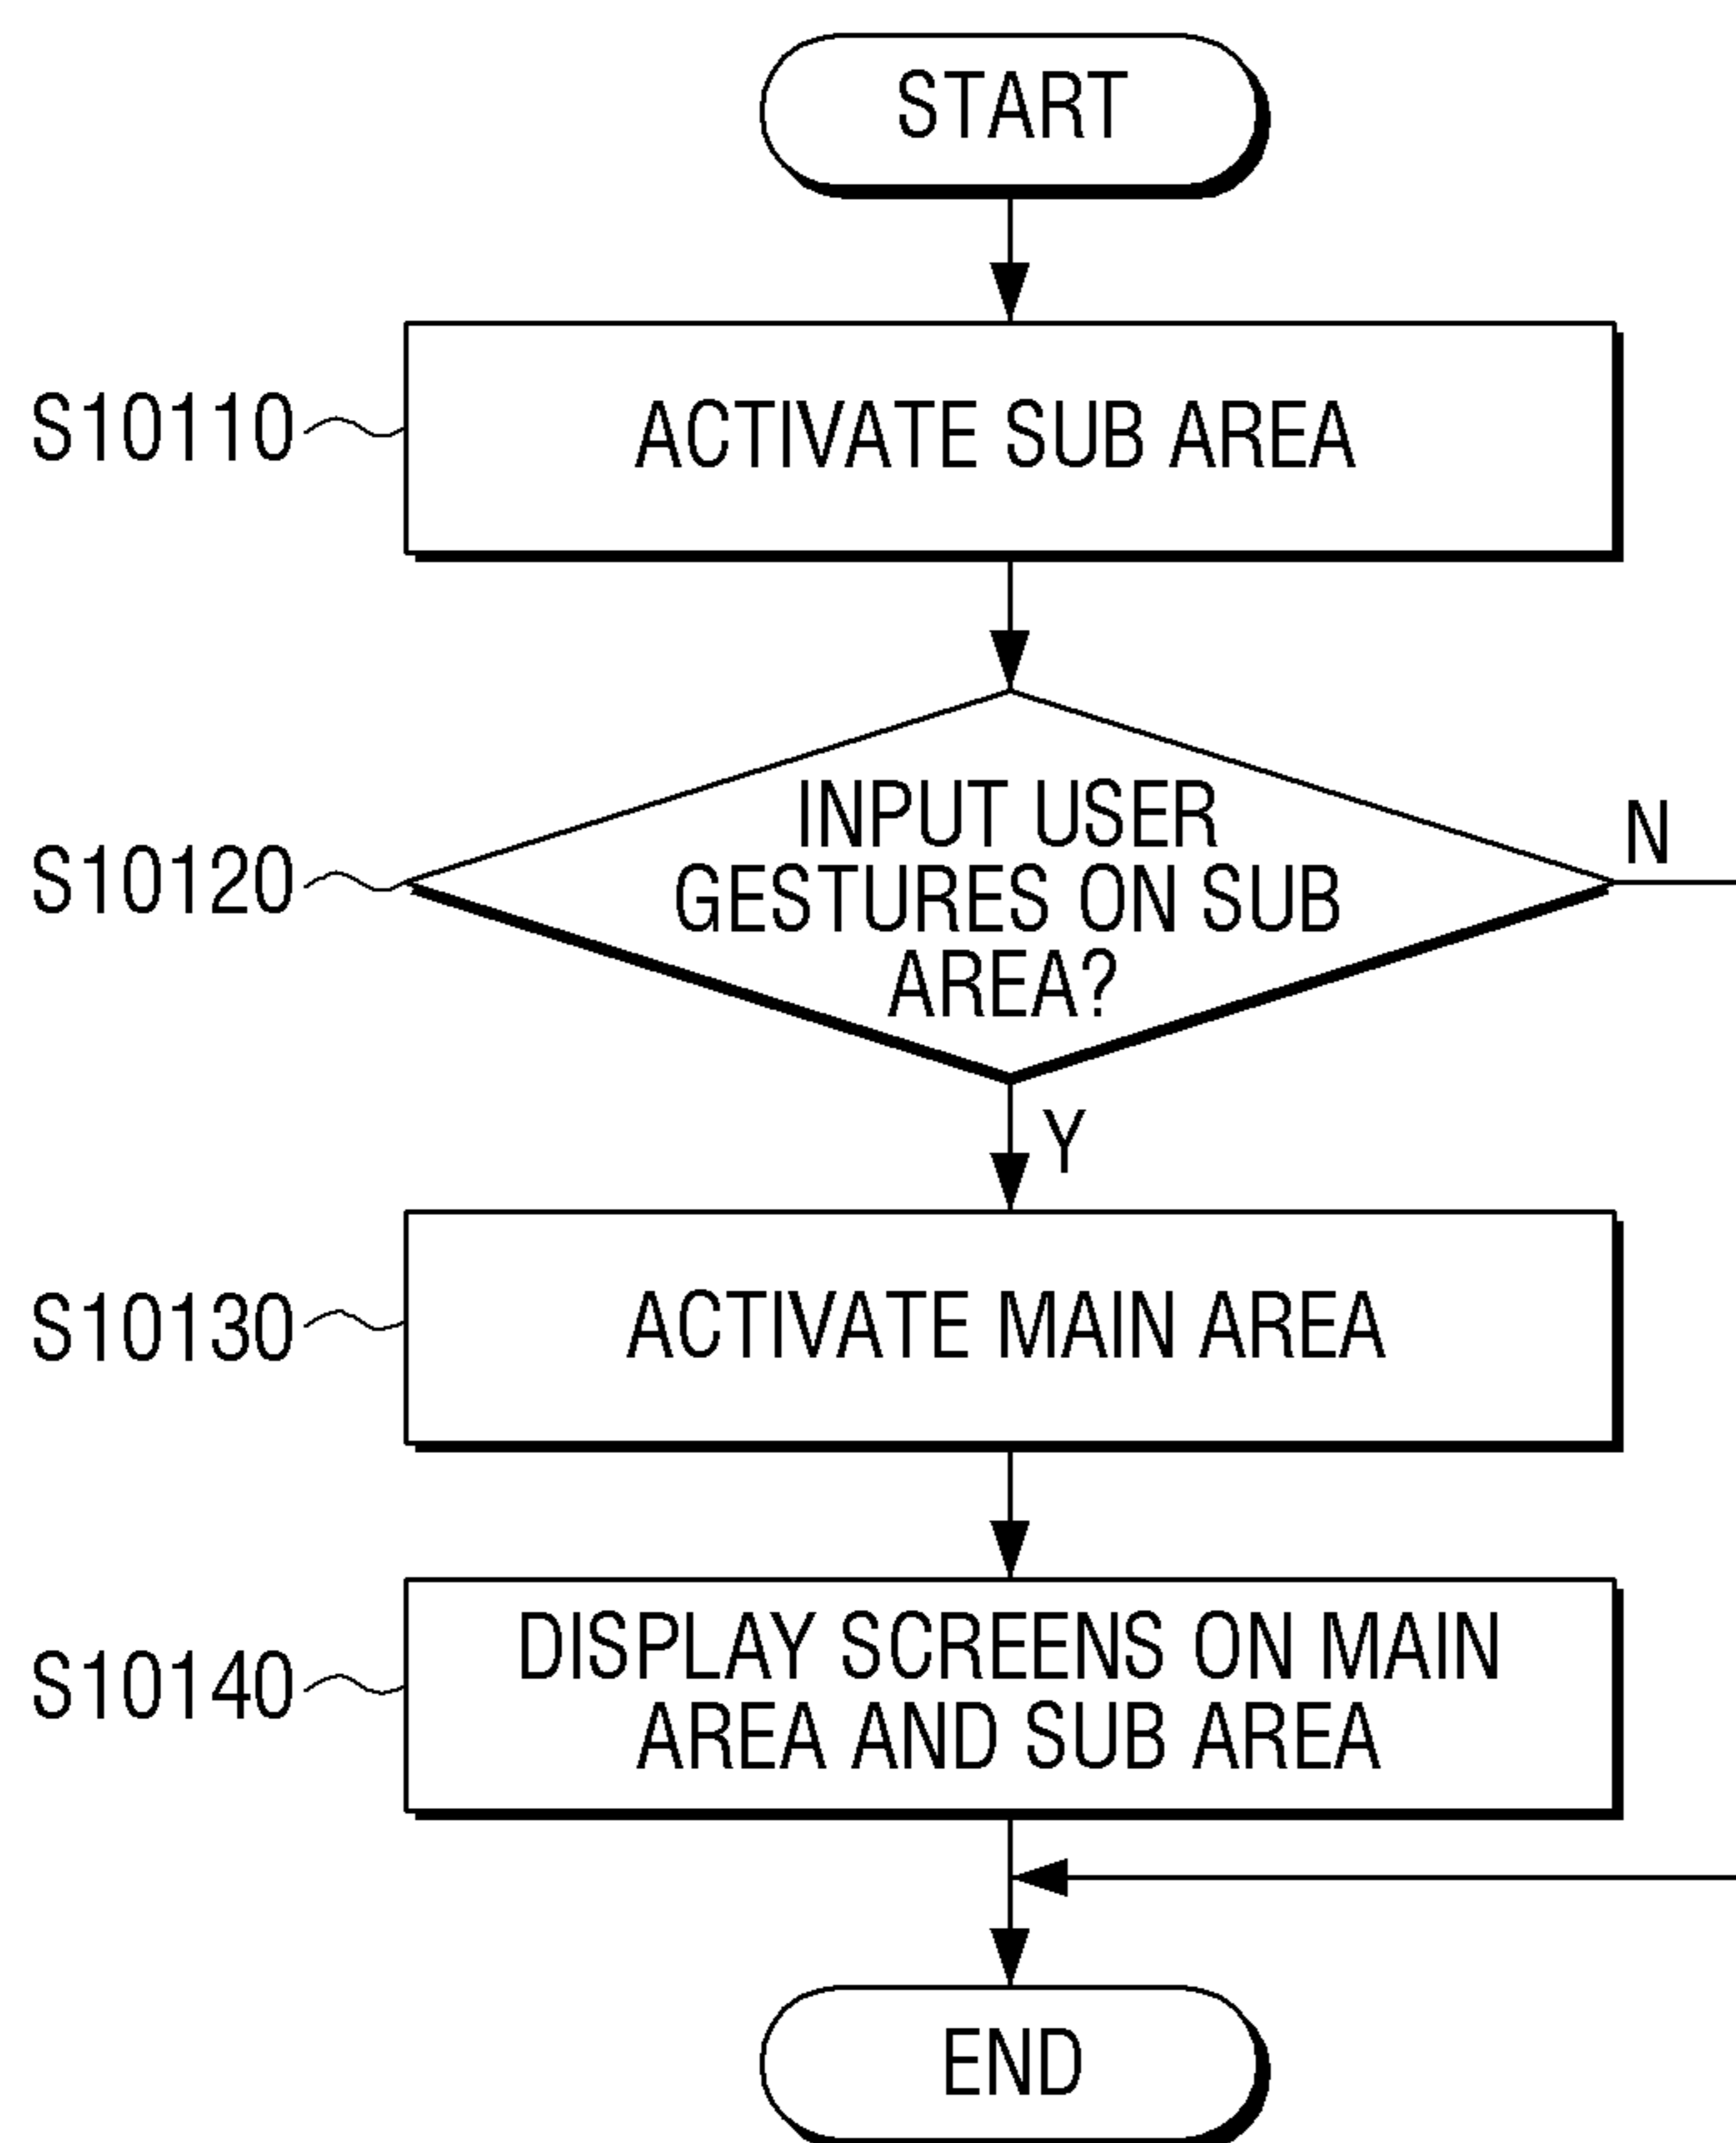 START
S10110
ACTIVATE SUB AREA
S10120
INPUT USER
GESTURES ON SUB
AREA?
N
Y
S10130
ACTIVATE MAIN AREA
S10140
DISPLAY SCREENS ON MAIN
AREA AND SUB AREA
END